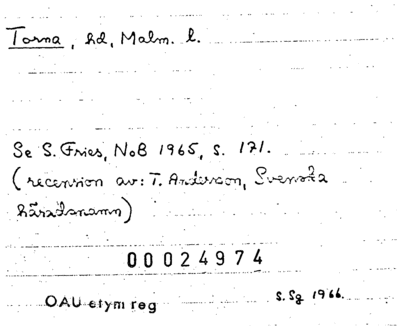 Torna, hd, Malm. l.
Se S. Fries, NoB 1965, s. 171.
(recension av: T. Andersson, Svenska
häradsnamn)
00024974
OAU etym reg
S. Sg 1966.